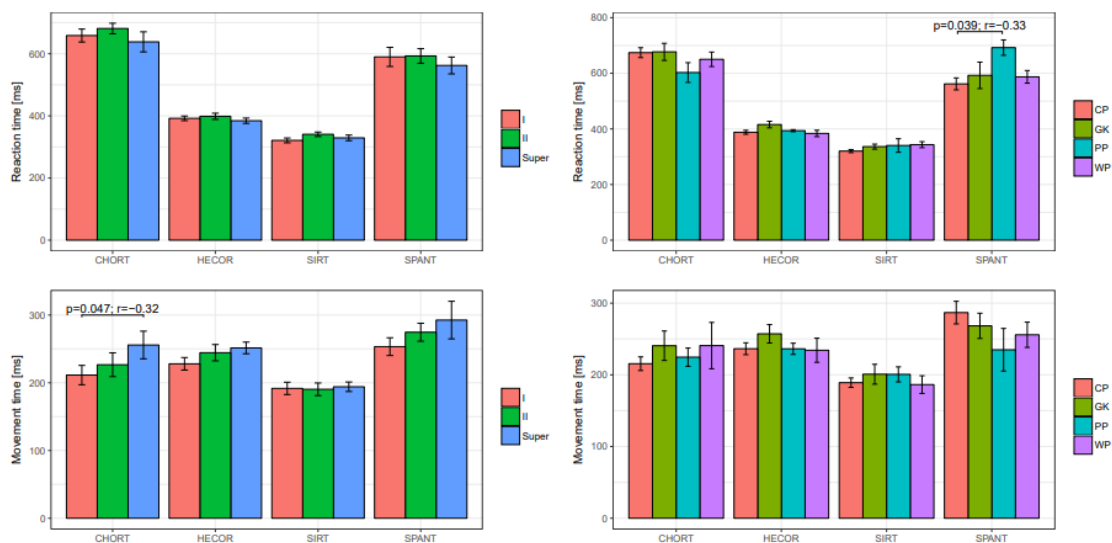 Reaction time [ms]
600
400
200
0
CHORT HECOR SIRT SPANT
I
II
Super
Reaction time [ms]
800
600
400
200
0
p=0.039; r=−0.33
CHORT HECOR SIRT SPANT
CP
GK
PP
WP
Movement time [ms]
300
200
100
0
p=0.047; r=−0.32
CHORT HECOR SIRT SPANT
I
II
Super
Movement time [ms]
300
200
100
0
CHORT HECOR SIRT SPANT
CP
GK
PP
WP